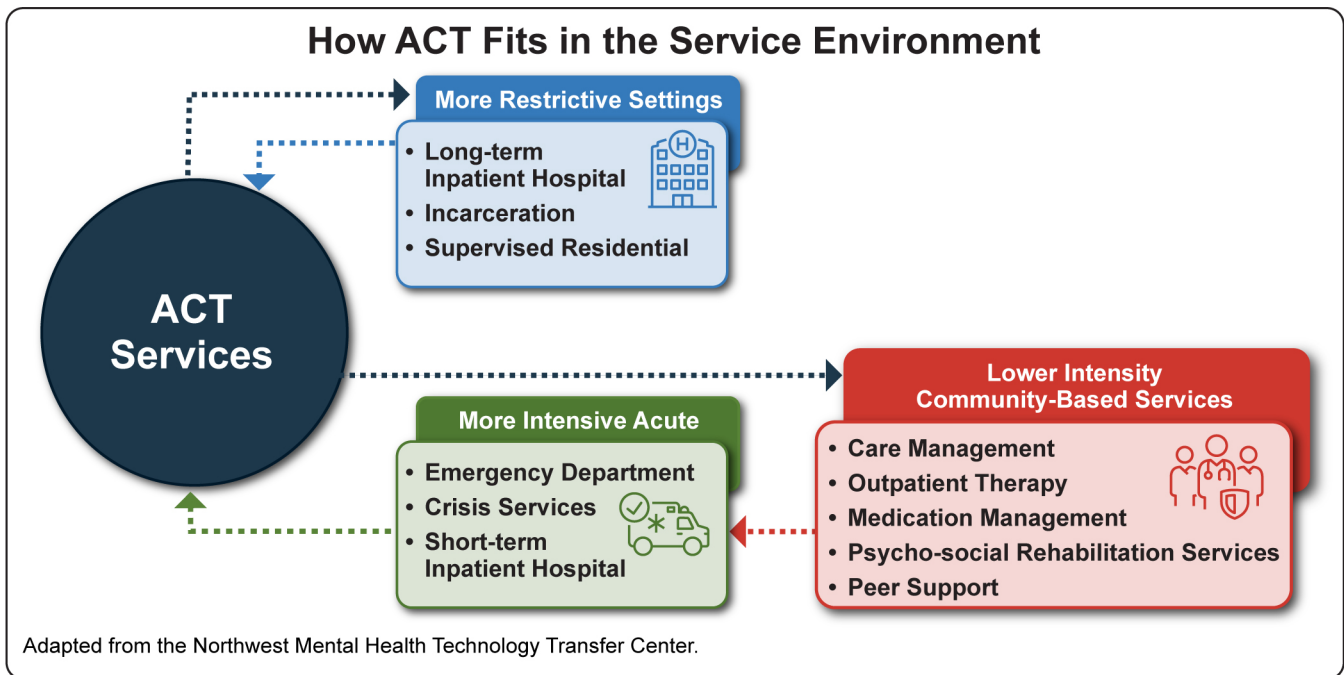 How ACT Fits in the Service Environment
More Restrictive Settings
• Long-term
Inpatient Hospital
• Incarceration
• Supervised Residential
H
ACT
Services
More Intensive Acute
• Emergency Department
• Crisis Services
• Short-term
Inpatient Hospital
Lower Intensity
Community-Based Services
• Care Management
• Outpatient Therapy
• Medication Management
• Psycho-social Rehabilitation Services
• Peer Support
Adapted from the Northwest Mental Health Technology Transfer Center.